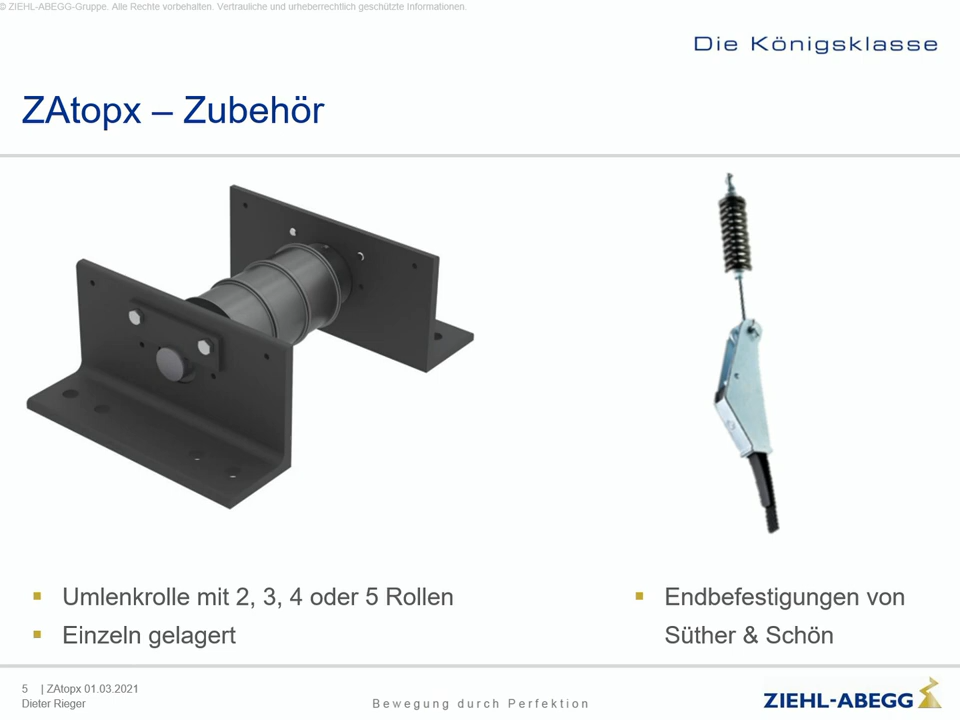 © ZIEHL-ABEGG-Gruppe. Alle Rechte vorbehalten. Vertrauliche und urheberrechtlich geschützte Informationen.
Die Königsklasse
ZAtopx – Zubehör
▪ Umlenkrolle mit 2, 3, 4 oder 5 Rollen
▪ Einzeln gelagert
▪ Endbefestigungen von
Süther & Schön
5 | ZAtopx 01.03.2021
Dieter Rieger
Bewegung durch Perfektion
ZIEHL-ABEGG